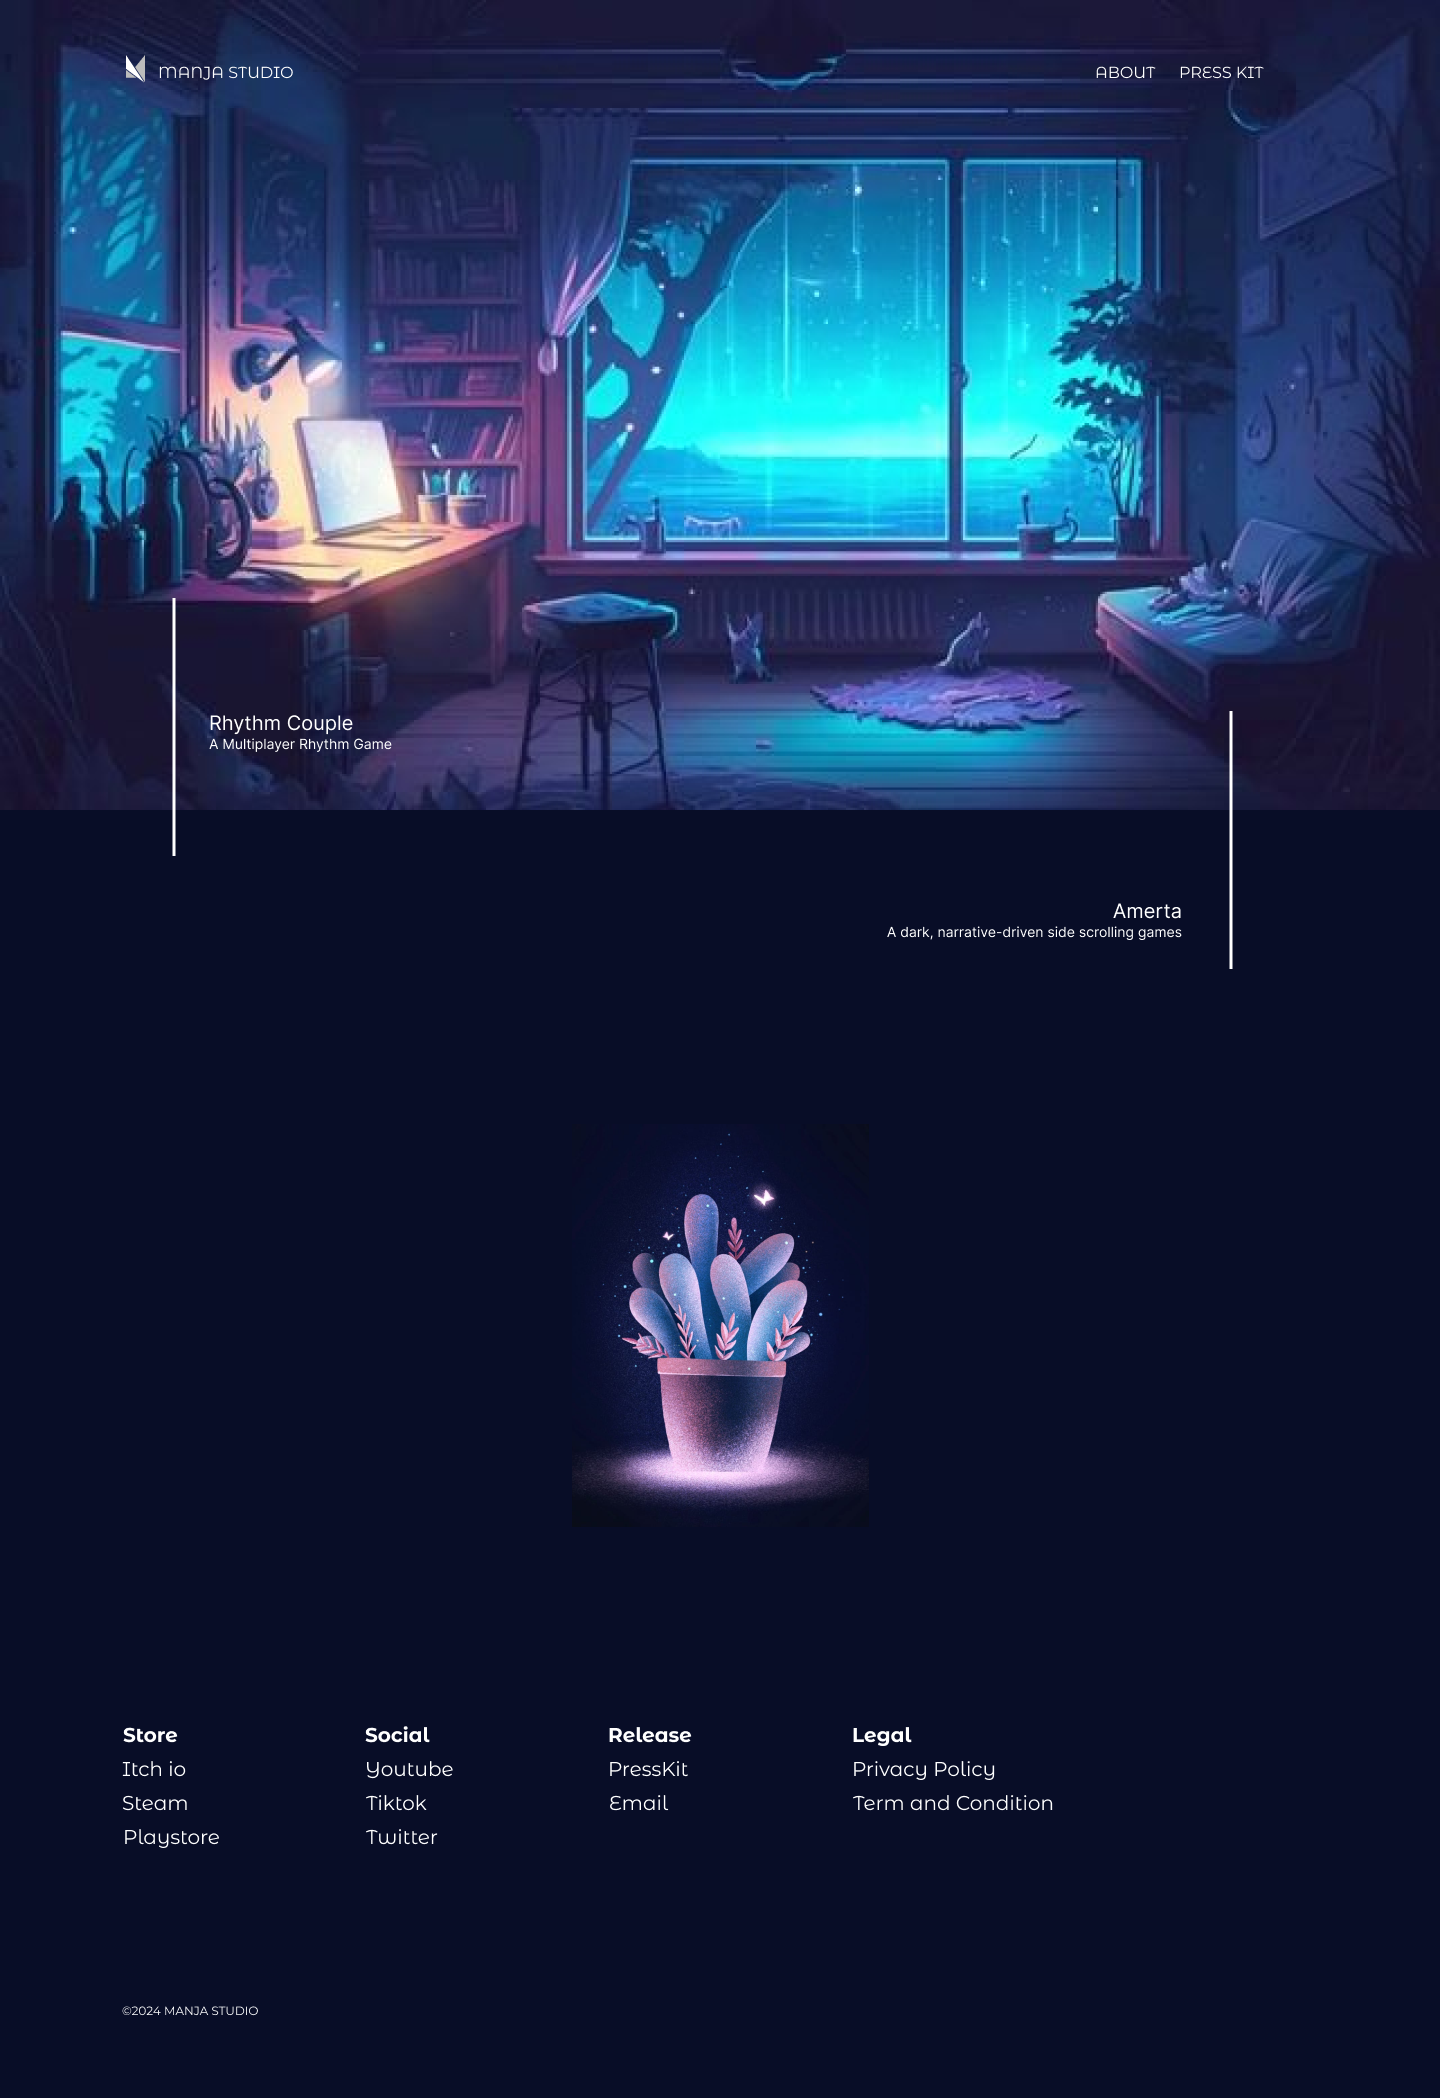 MANJA STUDIO
ABOUT PRESS KIT
Rhythm Couple
A Multiplayer Rhythm Game
Amerta
A dark, narrative-driven side scrolling games
Store
Itch io
Steam
Playstore
Social
Youtube
Tiktok
Twitter
Release
PressKit
Email
Legal
Privacy Policy
Term and Condition
©2024 MANJA STUDIO